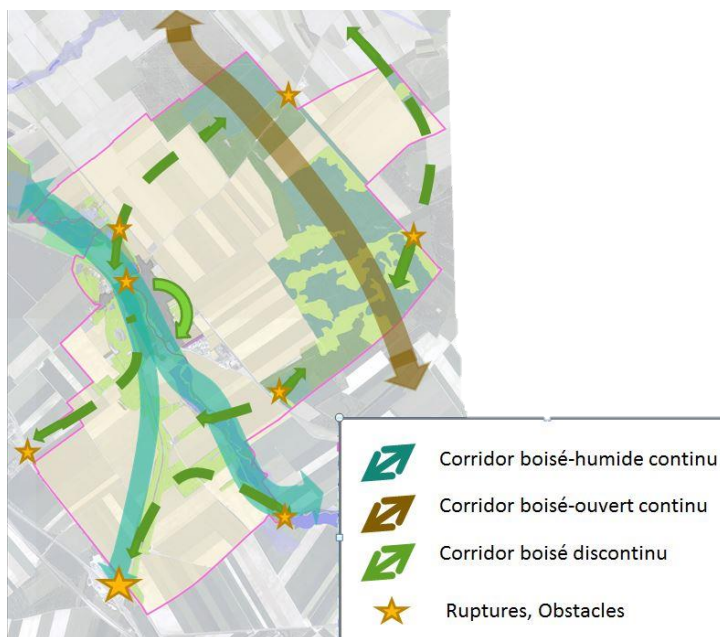 Corridor boisé-humide continu
Corridor boisé-ouvert continu
Corridor boisé discontinu
Ruptures, Obstacles